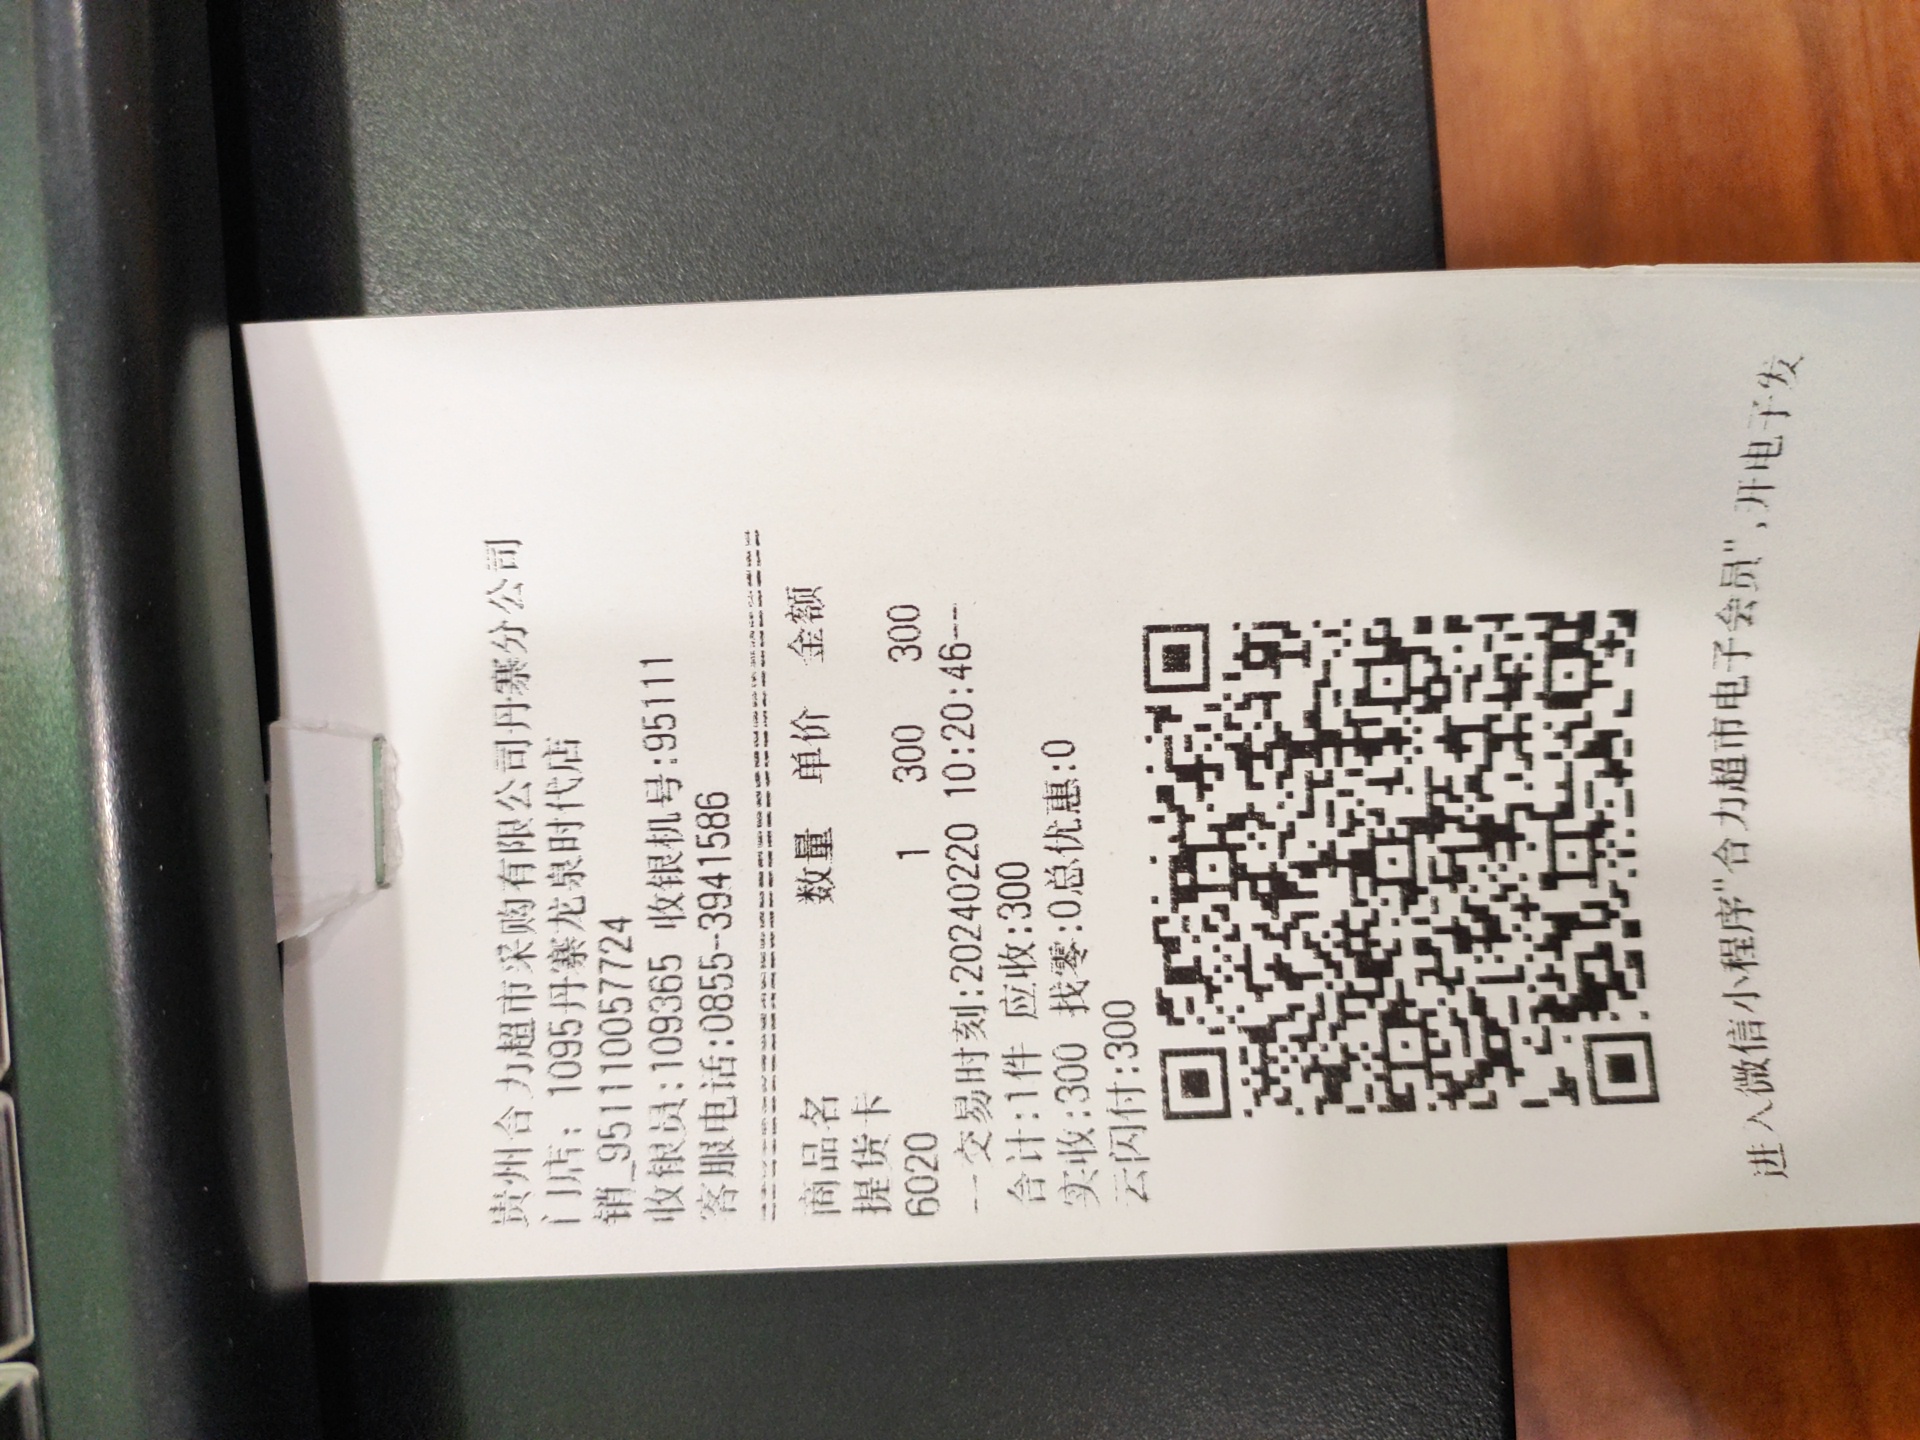 贵州合力超市采购有限公司丹寨分公司
门店: 1095丹寨龙泉时代店
销_951110057724
收银员:109365 收银机号:95111
客服电话:0855-3941586
商品名 数量 单价 金额
提货卡
6020 1 300 300
--交易时刻:20240220 10:20:46--
合计:1件 应收:300
实收:300 找零:0总优惠:0
云闪付:300
进入微信小程序"合力超市电子会员",开电子发